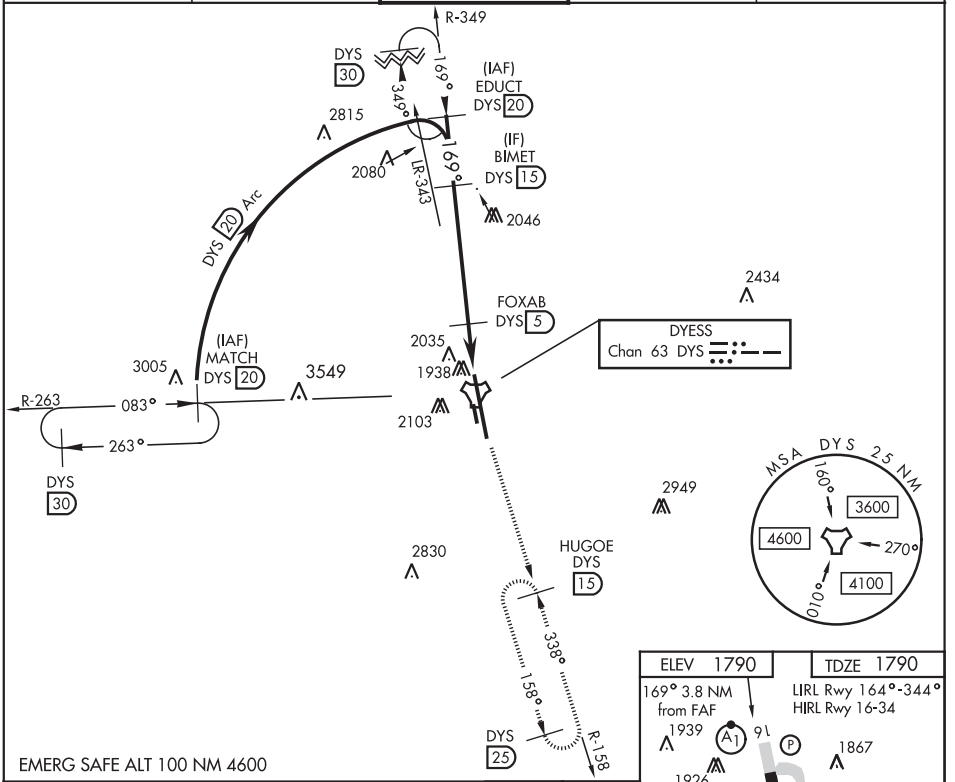 R-349
DYS
30
169°
349°
(IAF)
EDUCT
DYS 20
2815
(IF)
BIMET
DYS 15
169°
2080
LR-343
2046
DYS 20 Arc
2434
FOXAB
DYS 5
DYESS
Chan 63 DYS
2035
1938
(IAF)
MATCH
DYS 20
3005
3549
R-263
083°
2103
263°
DYS
30
MSA DYS 25 NM
160°
3600
4600
270°
4100
010°
2949
HUGOE
DYS
15
2830
338°
158°
DYS
25
R-158
ELEV 1790
TDZE 1790
169° 3.8 NM
from FAF
LIRL Rwy 164°-344°
HIRL Rwy 16-34
1939
A1
16
P
1867
1926
EMERG SAFE ALT 100 NM 4600